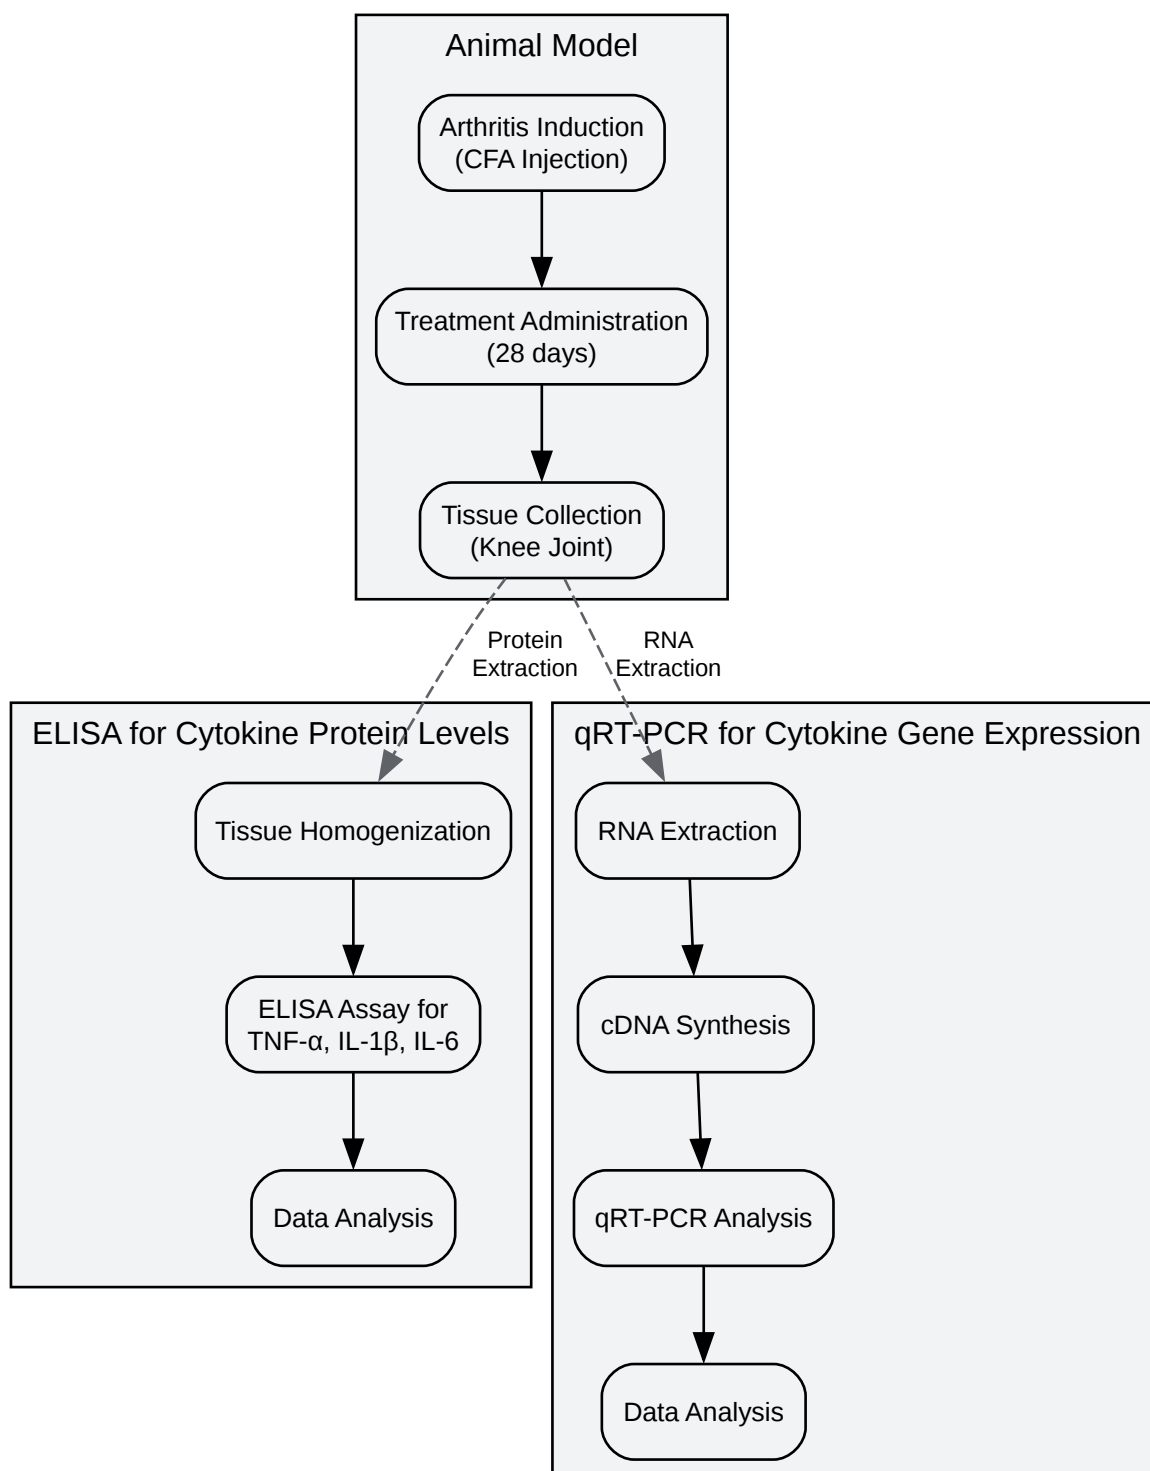 Animal Model
Arthritis Induction
(CFA Injection)
Treatment Administration
(28 days)
Tissue Collection
(Knee Joint)
Protein
Extraction
RNA
Extraction
ELISA for Cytokine Protein Levels
Tissue Homogenization
ELISA Assay for
TNF-α, IL-1β, IL-6
Data Analysis
qRT-PCR for Cytokine Gene Expression
RNA Extraction
cDNA Synthesis
qRT-PCR Analysis
Data Analysis